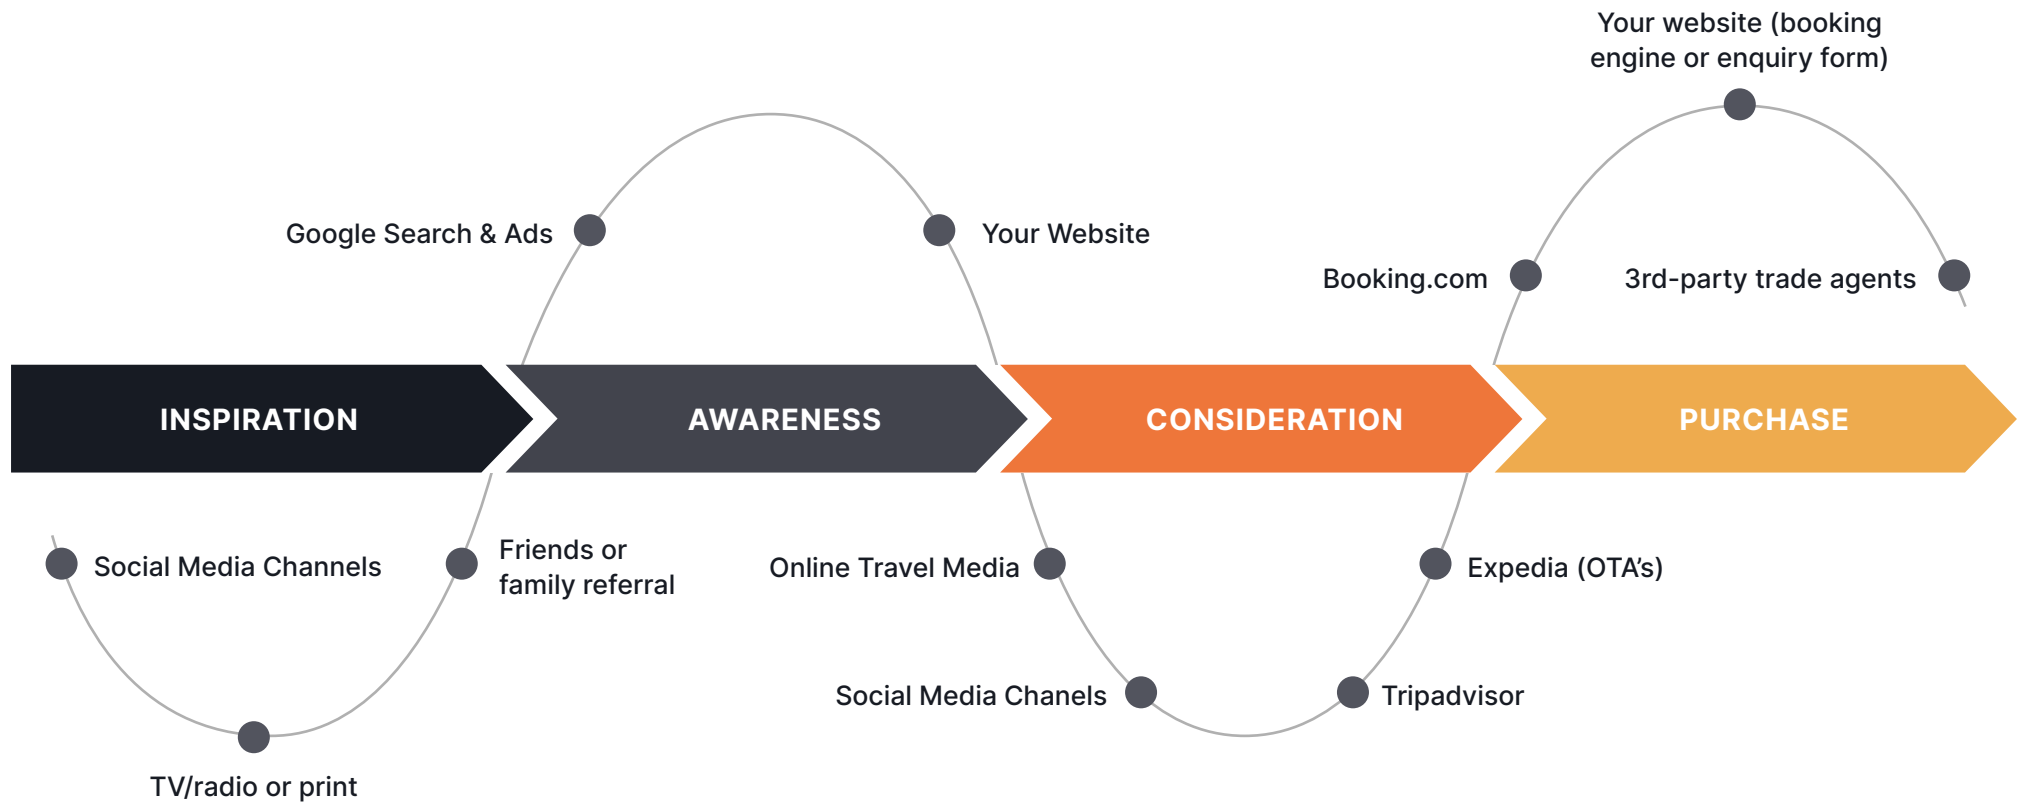 Your website (booking
engine or enquiry form)
Google Search & Ads
Your Website
Booking.com
3rd-party trade agents
INSPIRATION
AWARENESS
CONSIDERATION
PURCHASE
Social Media Channels
Friends or
family referral
Online Travel Media
Expedia (OTA’s)
Social Media Chanels
Tripadvisor
TV/radio or print